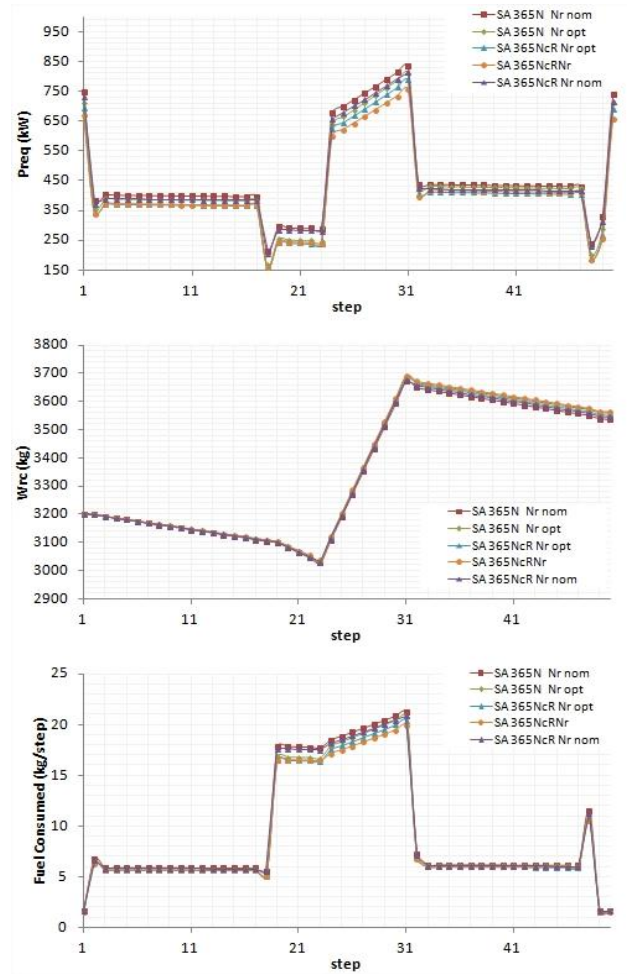 950
850
750
650
550
450
350
250
150
Preq (kW)
1
11
21
31
41
step
SA 365N Nr nom
SA 365N Nr opt
SA 365NcR Nr opt
SA 365NcRNr
SA 365NcR Nr nom
3800
3700
3600
3500
3400
3300
3200
3100
3000
2900
Wrc (kg)
1
11
21
31
41
step
SA 365N Nr nom
SA 365N Nr opt
SA 365NcR Nr opt
SA 365NcRNr
SA 365NcR Nr nom
25
20
15
10
5
0
Fuel Consumed (kg/step)
1
11
21
31
41
step
SA 365N Nr nom
SA 365N Nr opt
SA 365NcR Nr opt
SA 365NcRNr
SA 365NcR Nr nom